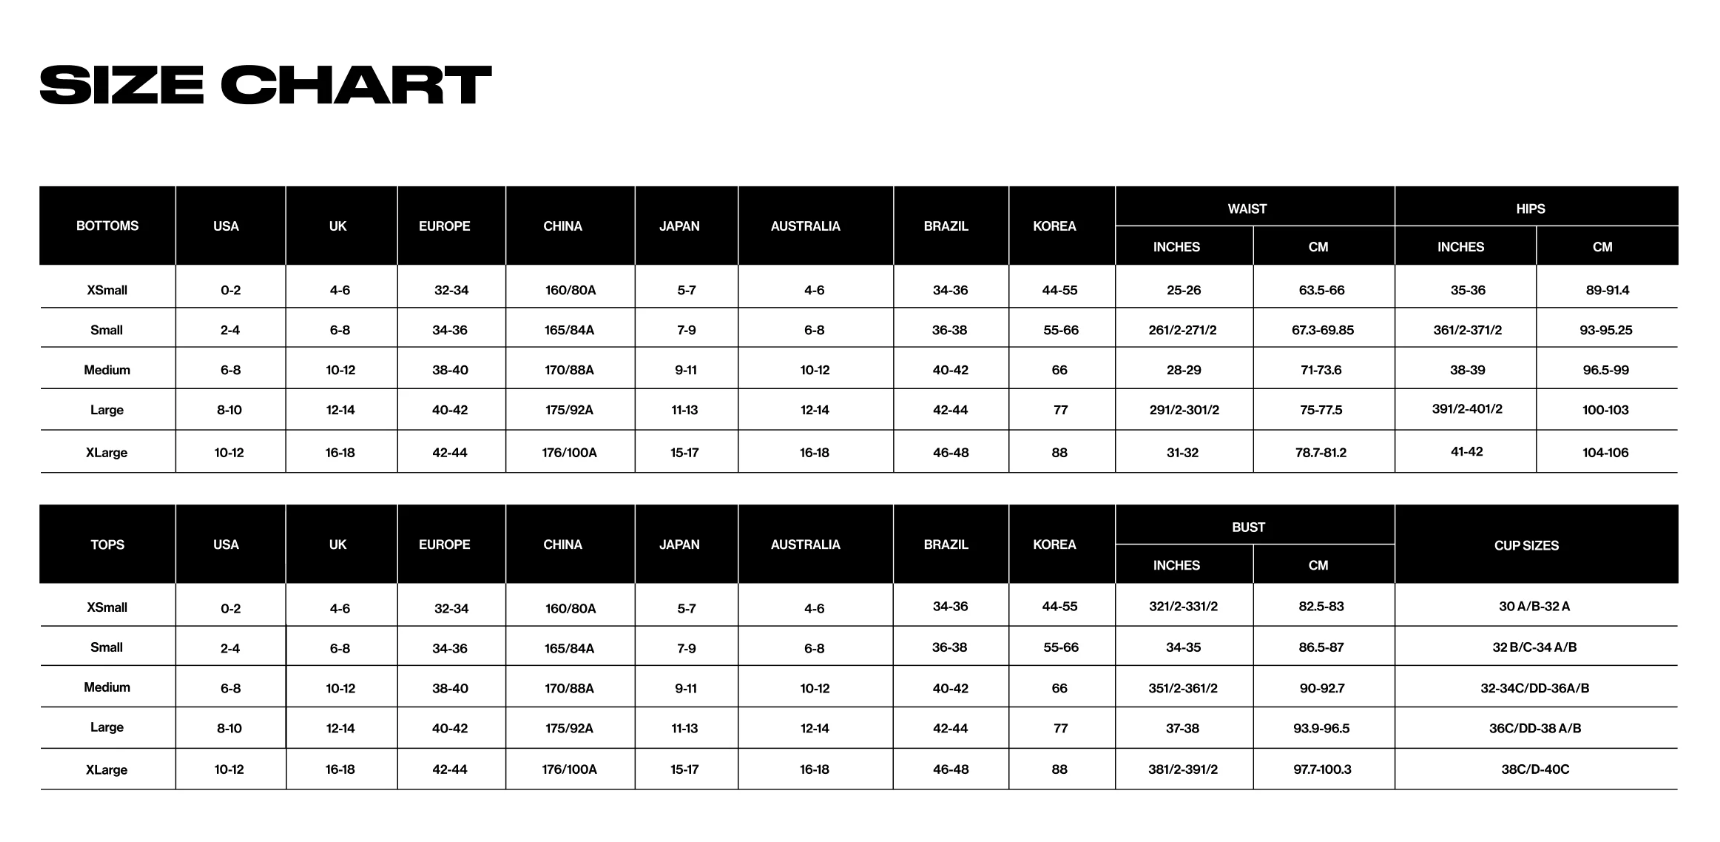 SIZE CHART
BOTTOMS USA UK EUROPE CHINA JAPAN AUSTRALIA BRAZIL KOREA WAIST HIPS
INCHES CM INCHES CM
XSmall 0-2 4-6 32-34 160/80A 5-7 4-6 34-36 44-55 25-26 63.5-66 35-36 89-91.4
Small 2-4 6-8 34-36 165/84A 7-9 6-8 36-38 55-66 261/2-271/2 67.3-69.85 361/2-371/2 93-95.25
Medium 6-8 10-12 38-40 170/88A 9-11 10-12 40-42 66 28-29 71-73.6 38-39 96.5-99
Large 8-10 12-14 40-42 175/92A 11-13 12-14 42-44 77 291/2-301/2 75-77.5 391/2-401/2 100-103
XLarge 10-12 16-18 42-44 176/100A 15-17 16-18 46-48 88 31-32 78.7-81.2 41-42 104-106
TOPS USA UK EUROPE CHINA JAPAN AUSTRALIA BRAZIL KOREA BUST CUP SIZES
INCHES CM
XSmall 0-2 4-6 32-34 160/80A 5-7 4-6 34-36 44-55 321/2-331/2 82.5-83 30 A/B-32 A
Small 2-4 6-8 34-36 165/84A 7-9 6-8 36-38 55-66 34-35 86.5-87 32 B/C-34 A/B
Medium 6-8 10-12 38-40 170/88A 9-11 10-12 40-42 66 351/2-361/2 90-92.7 32-34C/DD-36A/B
Large 8-10 12-14 40-42 175/92A 11-13 12-14 42-44 77 37-38 93.9-96.5 36C/DD-38 A/B
XLarge 10-12 16-18 42-44 176/100A 15-17 16-18 46-48 88 381/2-391/2 97.7-100.3 38C/D-40C